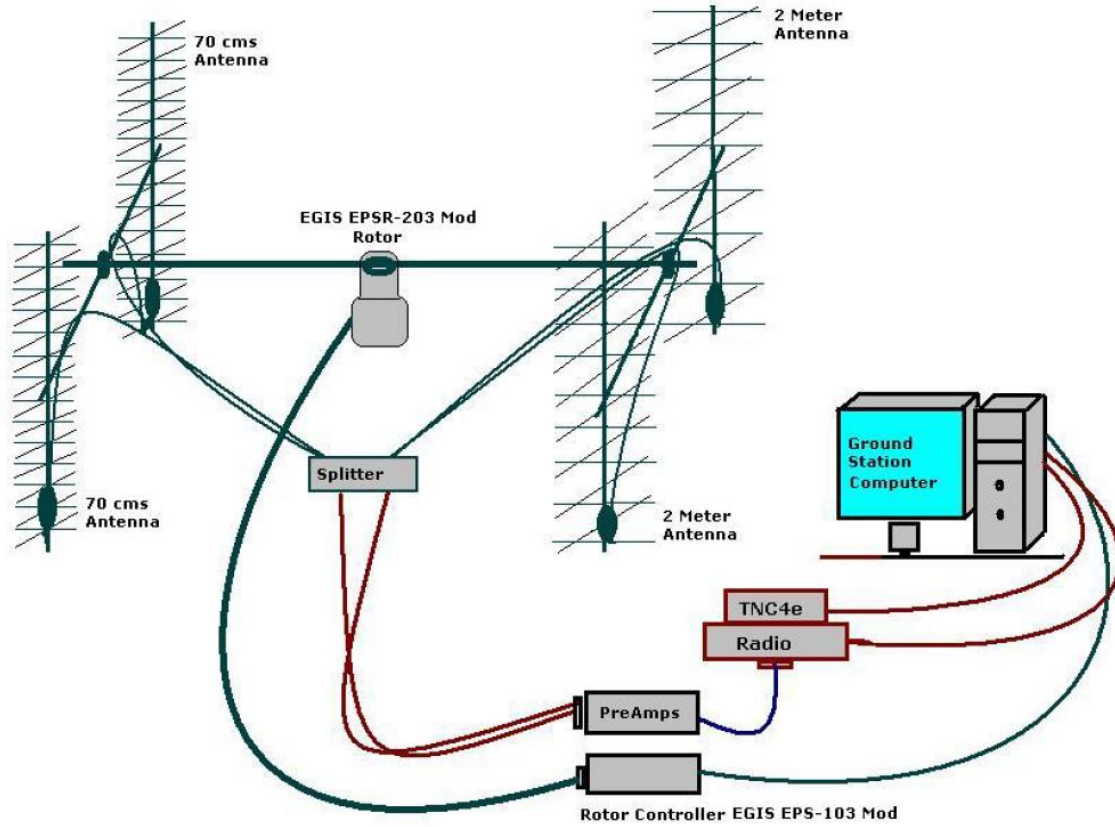 70 cms
Antenna
2 Meter
Antenna
EGIS EPSR-203 Mod
Rotor
Splitter
Ground
Station
Computer
70 cms
Antenna
2 Meter
Antenna
TNC4e
Radio
PreAmps
Rotor Controller EGIS EPS-103 Mod